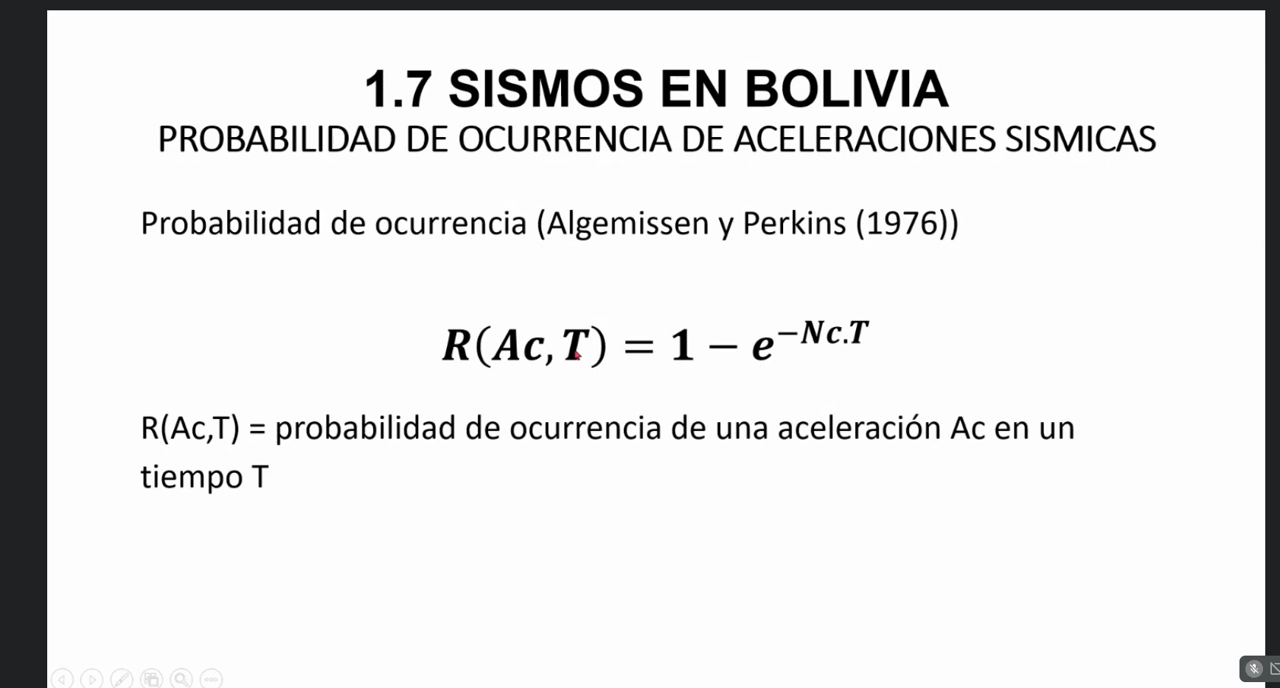 1.7 SISMOS EN BOLIVIA
PROBABILIDAD DE OCURRENCIA DE ACELERACIONES SISMICAS
Probabilidad de ocurrencia (Algemissen y Perkins (1976))
R(Ac, T) = 1 − e^{−Nc.T}
R(Ac,T) = probabilidad de ocurrencia de una aceleración Ac en un
tiempo T